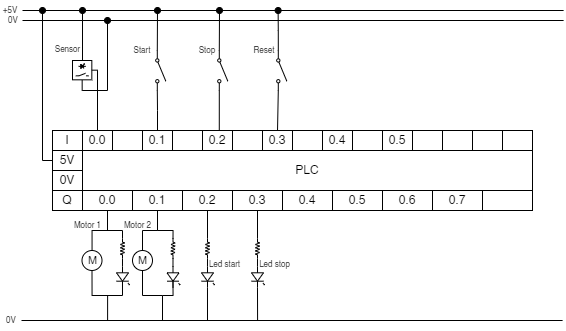 +5V
0V
Sensor
Start
Stop
Reset
I 0.0 0.1 0.2 0.3 0.4 0.5
5V
PLC
0V
Q 0.0 0.1 0.2 0.3 0.4 0.5 0.6 0.7
Motor 1
Motor 2
M
M
Led start
Led stop
0V